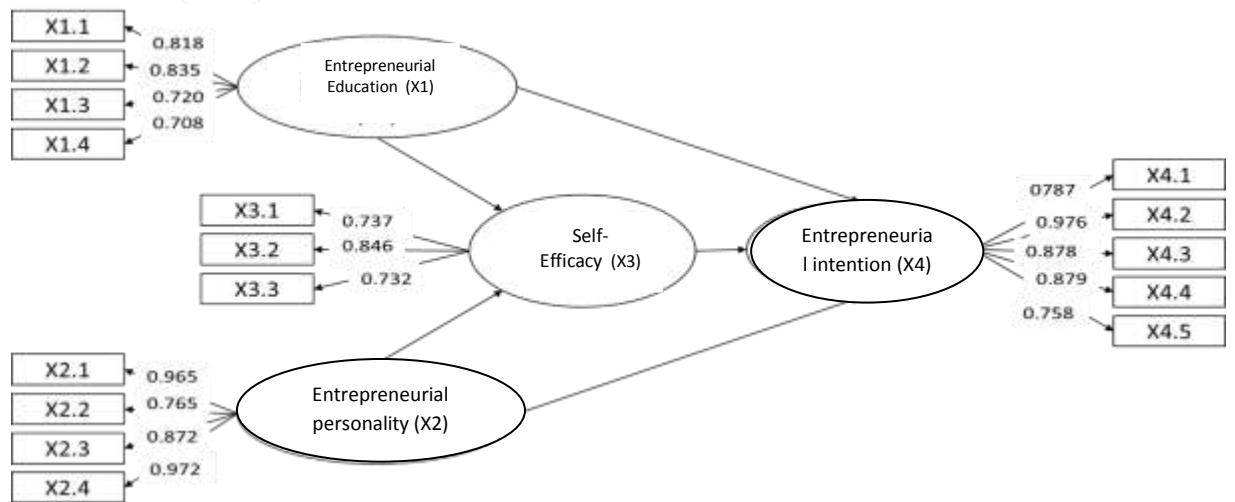 X1.1
X1.2
X1.3
X1.4
0.818
0.835
0.720
0.708
Entrepreneurial
Education (X1)
X3.1
X3.2
X3.3
0.737
0.846
0.732
Self-
Efficacy (X3)
Entrepreneuria
l intention (X4)
0787
0.976
0.878
0.879
0.758
X4.1
X4.2
X4.3
X4.4
X4.5
X2.1
X2.2
X2.3
X2.4
0.965
0.765
0.872
0.972
Entrepreneurial
personality (X2)